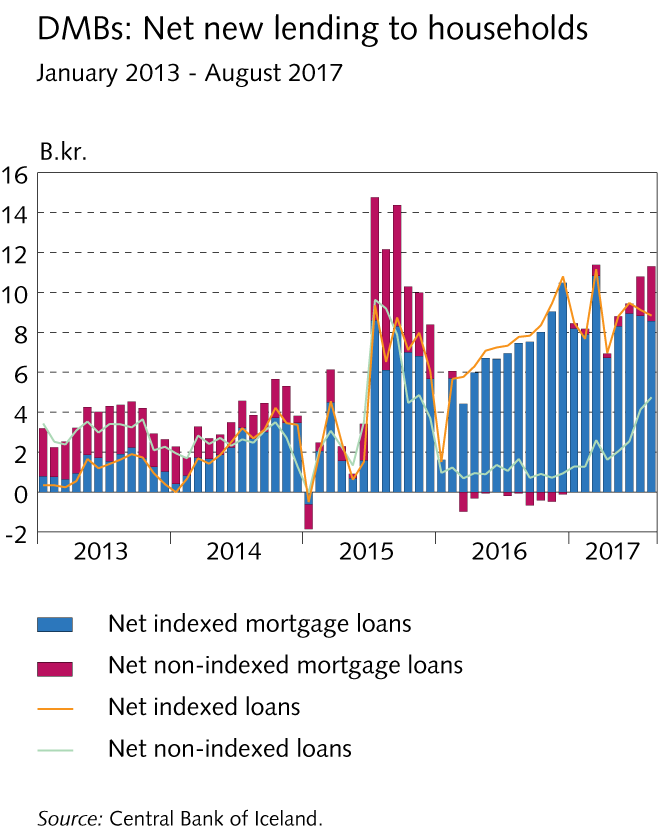 DMBs: Net new lending to households
January 2013 - August 2017
B.kr.
16
14
12
10
8
6
4
2
0
-2
2013 2014 2015 2016 2017
Net indexed mortgage loans
Net non-indexed mortgage loans
Net indexed loans
Net non-indexed loans
Source: Central Bank of Iceland.